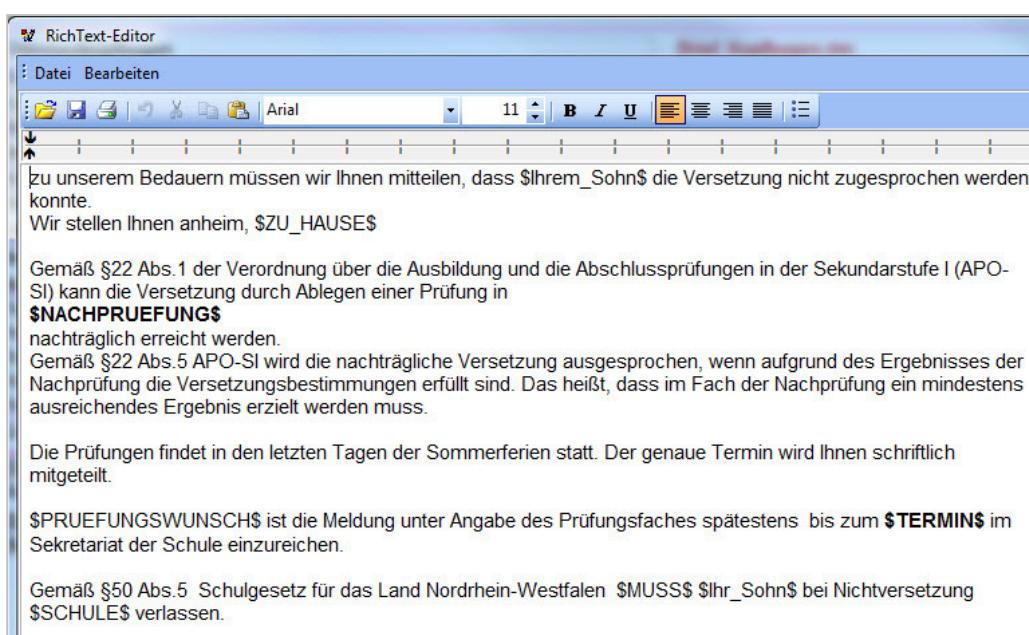 RichText-Editor
Datei Bearbeiten
Arial 11 B I U
zu unserem Bedauern müssen wir Ihnen mitteilen, dass $Ihrem_Sohn$ die Versetzung nicht zugesprochen werden
konnte.
Wir stellen Ihnen anheim, $ZU_HAUSE$
Gemäß §22 Abs.1 der Verordnung über die Ausbildung und die Abschlussprüfungen in der Sekundarstufe I (APO-
SI) kann die Versetzung durch Ablegen einer Prüfung in
$NACHPRUEFUNG$
nachträglich erreicht werden.
Gemäß §22 Abs.5 APO-SI wird die nachträgliche Versetzung ausgesprochen, wenn aufgrund des Ergebnisses der
Nachprüfung die Versetzungsbestimmungen erfüllt sind. Das heißt, dass im Fach der Nachprüfung ein mindestens
ausreichendes Ergebnis erzielt werden muss.
Die Prüfungen findet in den letzten Tagen der Sommerferien statt. Der genaue Termin wird Ihnen schriftlich
mitgeteilt.
$PRUEFUNGSWUNSCH$ ist die Meldung unter Angabe des Prüfungsfaches spätestens  bis zum $TERMIN$ im
Sekretariat der Schule einzureichen.
Gemäß §50 Abs.5  Schulgesetz für das Land Nordrhein-Westfalen  $MUSS$ $Ihr_Sohn$ bei Nichtversetzung
$SCHULE$ verlassen.